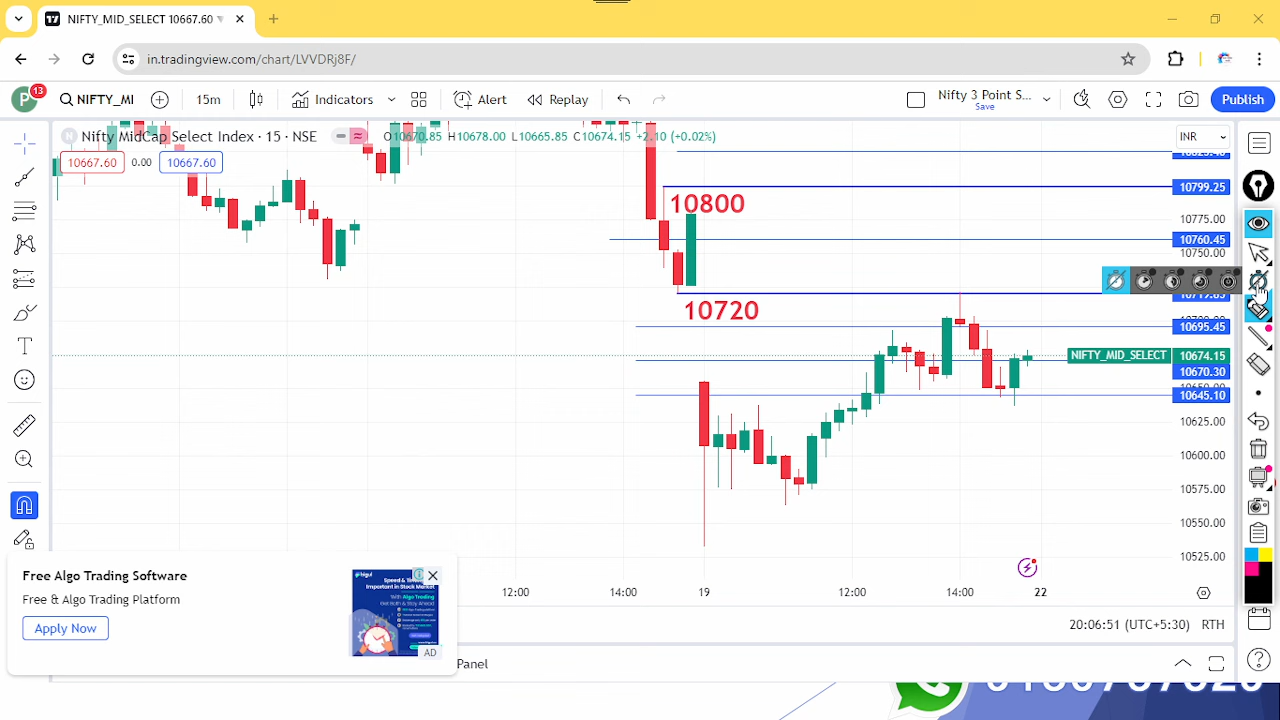 NIFTY_MID_SELECT 10667.60
in.tradingview.com/chart/LVVDRj8F/
P 13 NIFTY_MI 15m Indicators Alert Replay Nifty 3 Point S... Save Publish
Nifty MidCap Select Index · 15 · NSE O10670.85 H10678.00 L10665.85 C10674.15 +2.10 (+0.02%) INR
10667.60 0.00 10667.60
10799.25
10800
10775.00
10760.45
10750.00
10720
10695.45
NIFTY_MID_SELECT 10674.15
10670.30
10645.10
10625.00
10600.00
10575.00
10550.00
10525.00
Free Algo Trading Software
Free & Algo Trading Platform
Apply Now
AD
12:00 14:00 19 12:00 14:00 22
20:06:31 (UTC+5:30) RTH
Panel